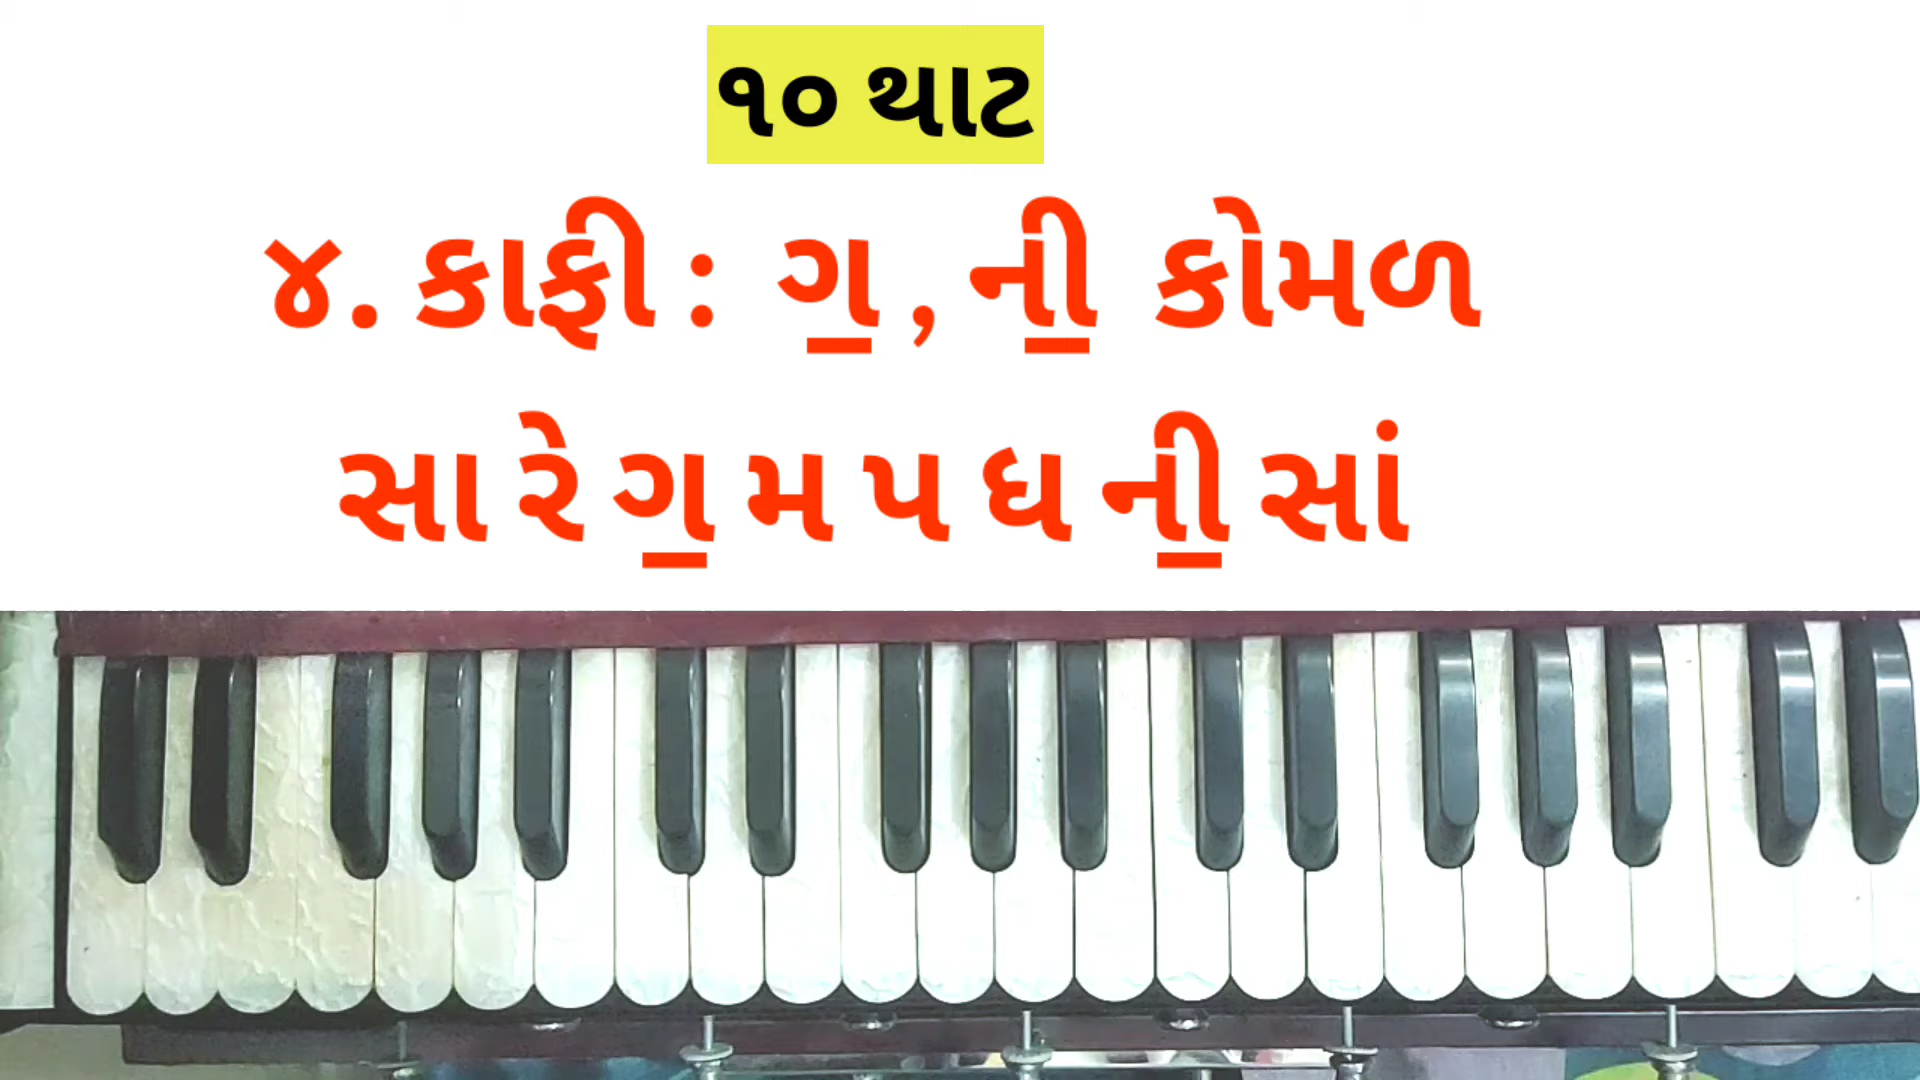 ૧૦ થાટ
૪. કાફી : ગ॒ , ની॒ કોમળ
સા રે ગ॒ મ પ ધ ની॒ સાં